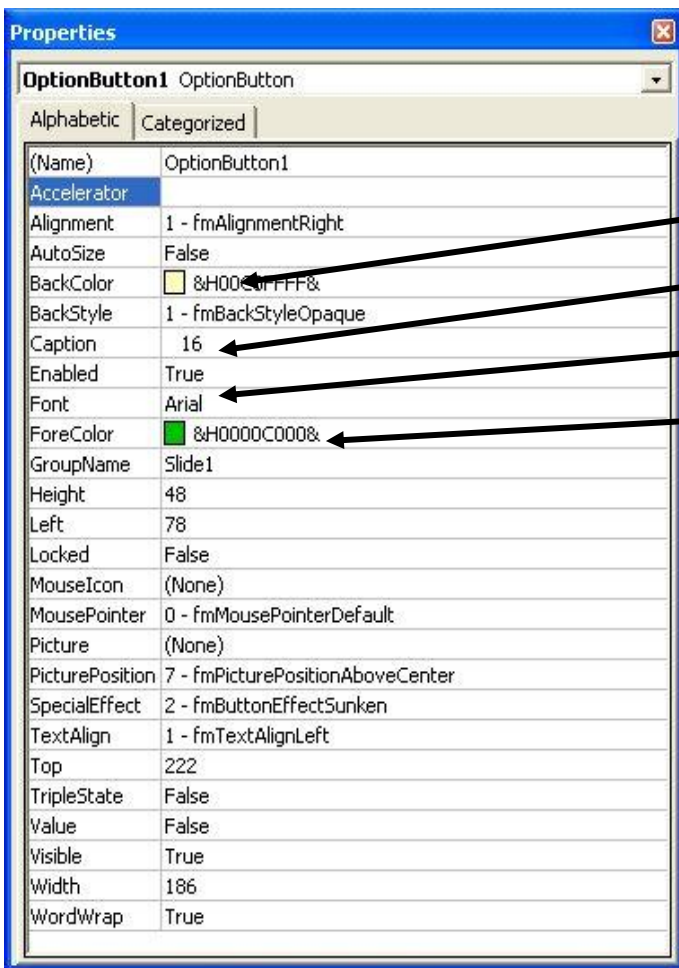 Properties
OptionButton1 OptionButton
Alphabetic Categorized
(Name) OptionButton1
Accelerator
Alignment 1 - fmAlignmentRight
AutoSize False
BackColor &H00C0FFFF&
BackStyle 1 - fmBackStyleOpaque
Caption 16
Enabled True
Font Arial
ForeColor &H0000C000&
GroupName Slide1
Height 48
Left 78
Locked False
MouseIcon (None)
MousePointer 0 - fmMousePointerDefault
Picture (None)
PicturePosition 7 - fmPicturePositionAboveCenter
SpecialEffect 2 - fmButtonEffectSunken
TextAlign 1 - fmTextAlignLeft
Top 222
TripleState False
Value False
Visible True
Width 186
WordWrap True